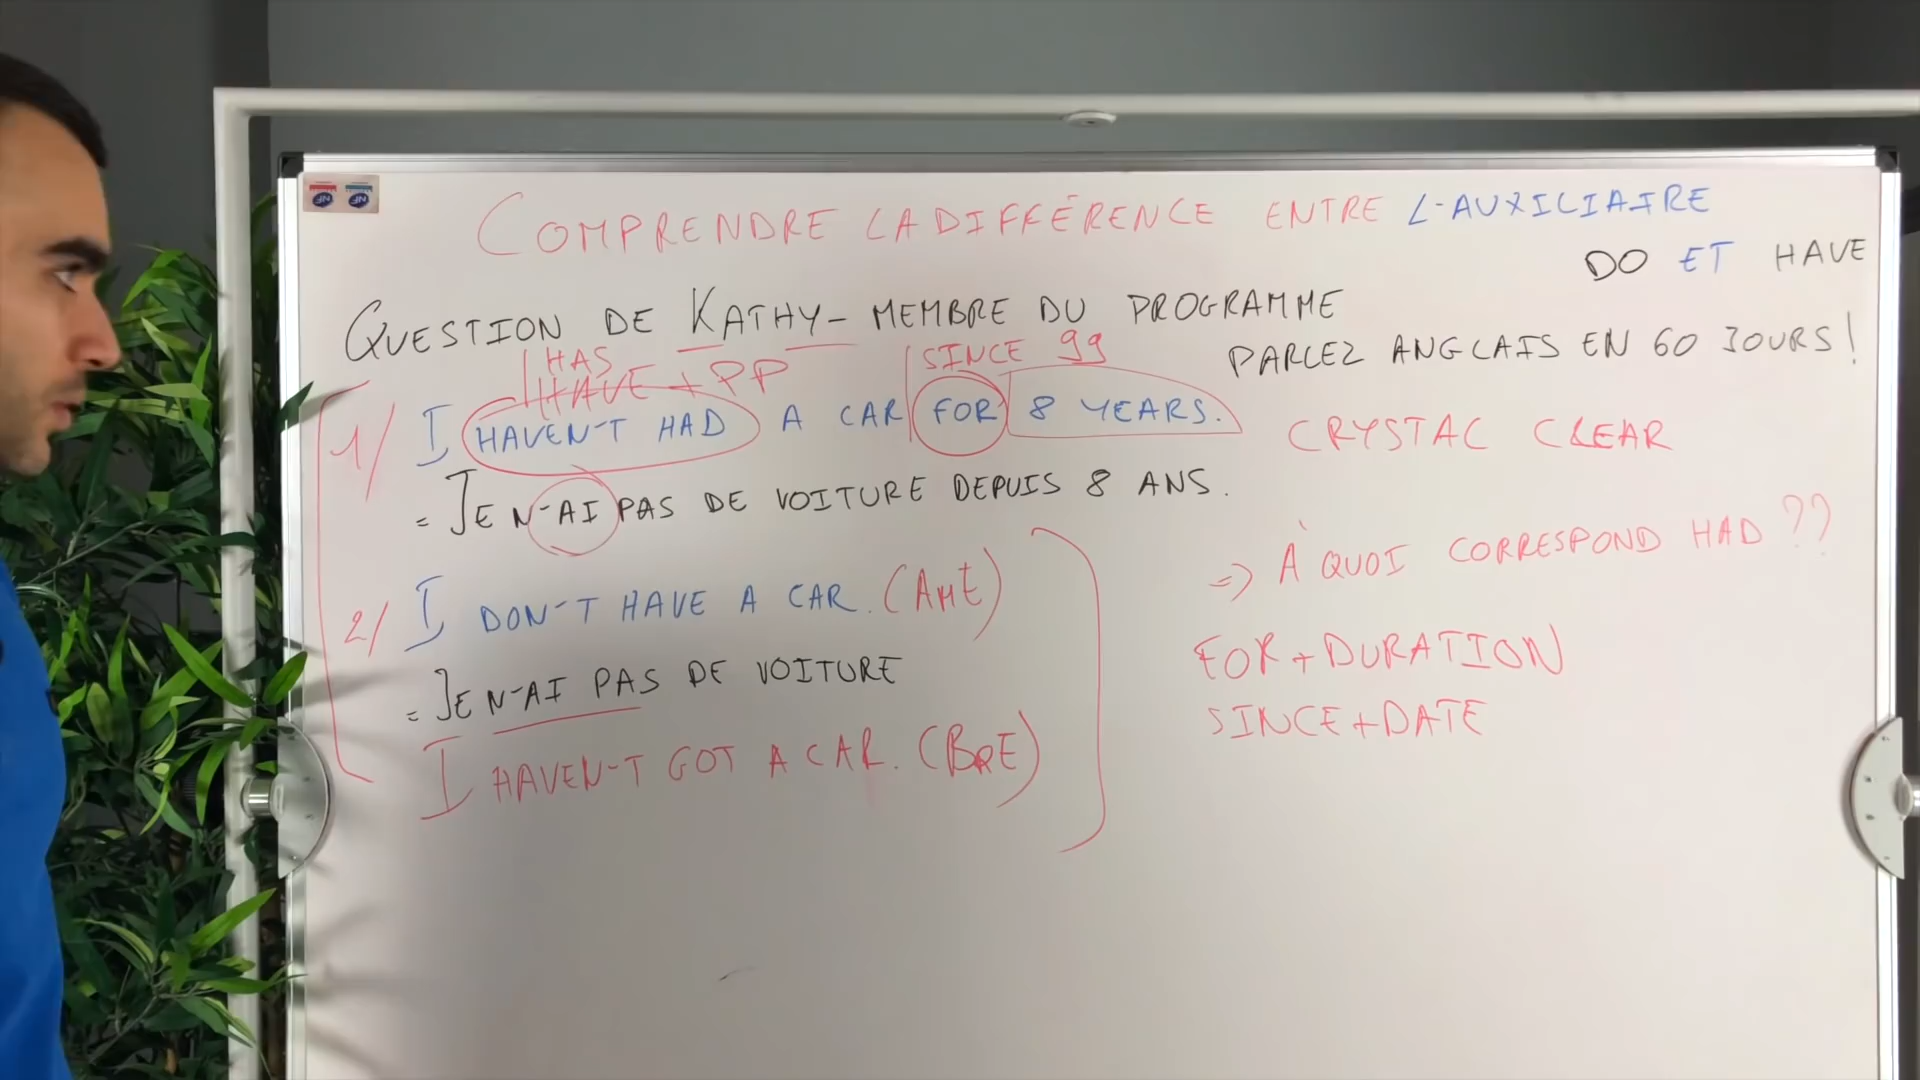 COMPRENDRE LA DIFFÉRENCE ENTRE L-AUXILIAIRE
DO ET HAVE
QUESTION DE KATHY- MEMBRE DU PROGRAMME
PARLEZ ANGLAIS EN 60 JOURS!
HAS
HAVE + PP
SINCE 99
1/ I HAVEN-T HAD A CAR FOR 8 YEARS.
CRYSTAL CLEAR
= JE N-AI PAS DE VOITURE DEPUIS 8 ANS.
=> À QUOI CORRESPOND HAD ??
2/ I DON-T HAVE A CAR. (AmE)
= JE N-AI PAS DE VOITURE
I HAVEN-T GOT A CAR. (BRE)
FOR + DURATION
SINCE + DATE
NF NF